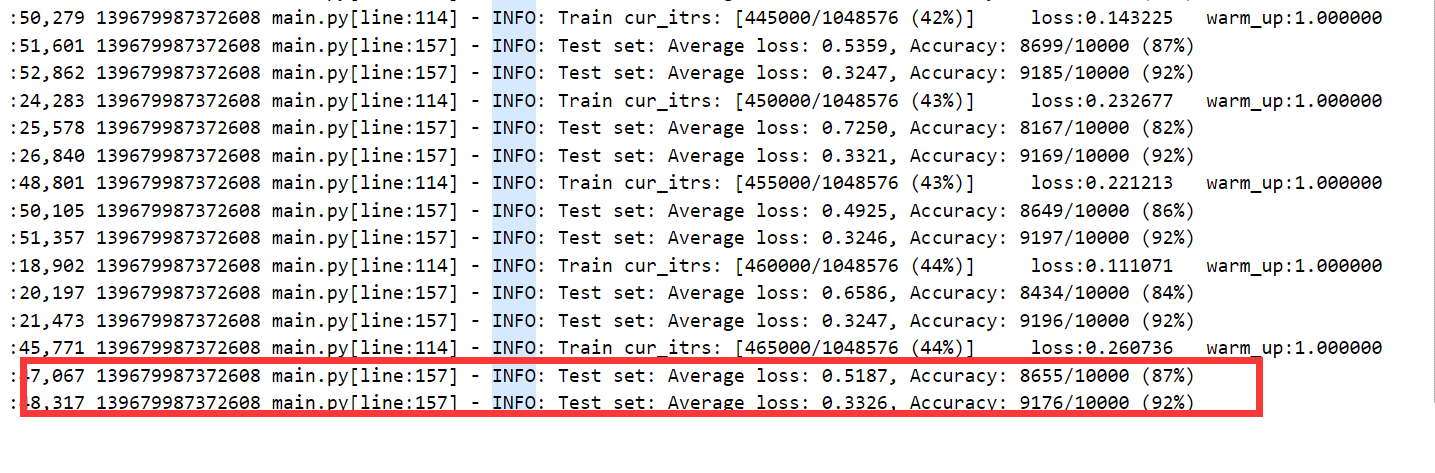 :50,279 139679987372608 main.py[line:114] - INFO: Train cur_itrs: [445000/1048576 (42%)] loss:0.143225 warm_up:1.000000
:51,601 139679987372608 main.py[line:157] - INFO: Test set: Average loss: 0.5359, Accuracy: 8699/10000 (87%)
:52,862 139679987372608 main.py[line:157] - INFO: Test set: Average loss: 0.3247, Accuracy: 9185/10000 (92%)
:24,283 139679987372608 main.py[line:114] - INFO: Train cur_itrs: [450000/1048576 (43%)] loss:0.232677 warm_up:1.000000
:25,578 139679987372608 main.py[line:157] - INFO: Test set: Average loss: 0.7250, Accuracy: 8167/10000 (82%)
:26,840 139679987372608 main.py[line:157] - INFO: Test set: Average loss: 0.3321, Accuracy: 9169/10000 (92%)
:48,801 139679987372608 main.py[line:114] - INFO: Train cur_itrs: [455000/1048576 (43%)] loss:0.221213 warm_up:1.000000
:50,105 139679987372608 main.py[line:157] - INFO: Test set: Average loss: 0.4925, Accuracy: 8649/10000 (86%)
:51,357 139679987372608 main.py[line:157] - INFO: Test set: Average loss: 0.3246, Accuracy: 9197/10000 (92%)
:18,902 139679987372608 main.py[line:114] - INFO: Train cur_itrs: [460000/1048576 (44%)] loss:0.111071 warm_up:1.000000
:20,197 139679987372608 main.py[line:157] - INFO: Test set: Average loss: 0.6586, Accuracy: 8434/10000 (84%)
:21,473 139679987372608 main.py[line:157] - INFO: Test set: Average loss: 0.3247, Accuracy: 9196/10000 (92%)
:45,771 139679987372608 main.py[line:114] - INFO: Train cur_itrs: [465000/1048576 (44%)] loss:0.260736 warm_up:1.000000
:47,067 139679987372608 main.py[line:157] - INFO: Test set: Average loss: 0.5187, Accuracy: 8655/10000 (87%)
:48,317 139679987372608 main.py[line:157] - INFO: Test set: Average loss: 0.3326, Accuracy: 9176/10000 (92%)